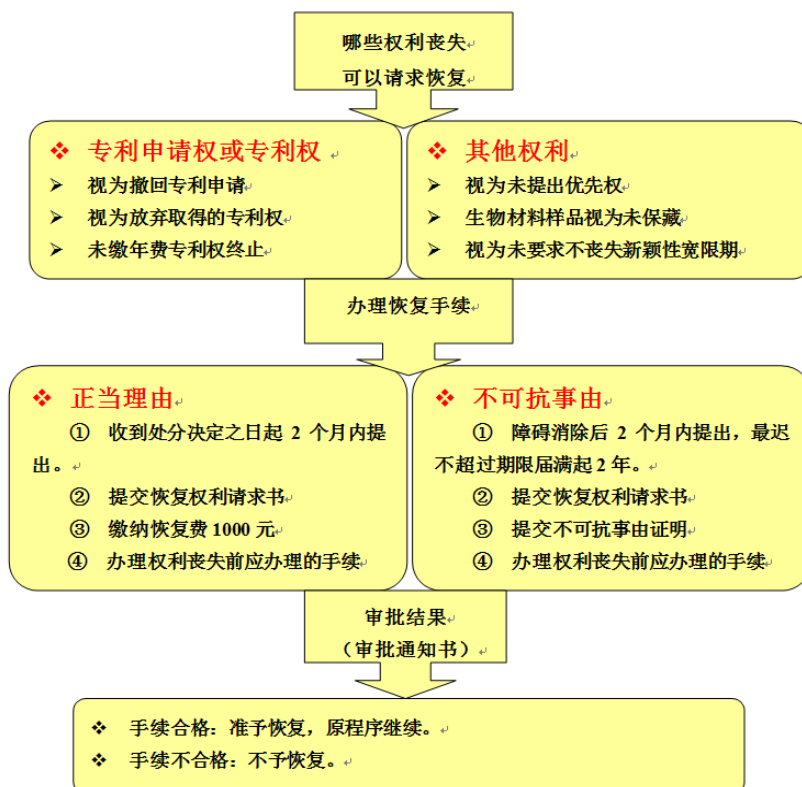 哪些权利丧失
可以请求恢复
❖ 专利申请权或专利权
➢ 视为撤回专利申请
➢ 视为放弃取得的专利权
➢ 未缴年费专利权终止
❖ 其他权利
➢ 视为未提出优先权
➢ 生物材料样品视为未保藏
➢ 视为未要求不丧失新颖性宽限期
办理恢复手续
❖ 正当理由
① 收到处分决定之日起 2 个月内提
出。
② 提交恢复权利请求书
③ 缴纳恢复费 1000 元
④ 办理权利丧失前应办理的手续
❖ 不可抗事由
① 障碍消除后 2 个月内提出，最迟
不超过期限届满起 2 年。
② 提交恢复权利请求书
③ 提交不可抗事由证明
④ 办理权利丧失前应办理的手续
审批结果
（审批通知书）
❖ 手续合格：准予恢复，原程序继续。
❖ 手续不合格：不予恢复。